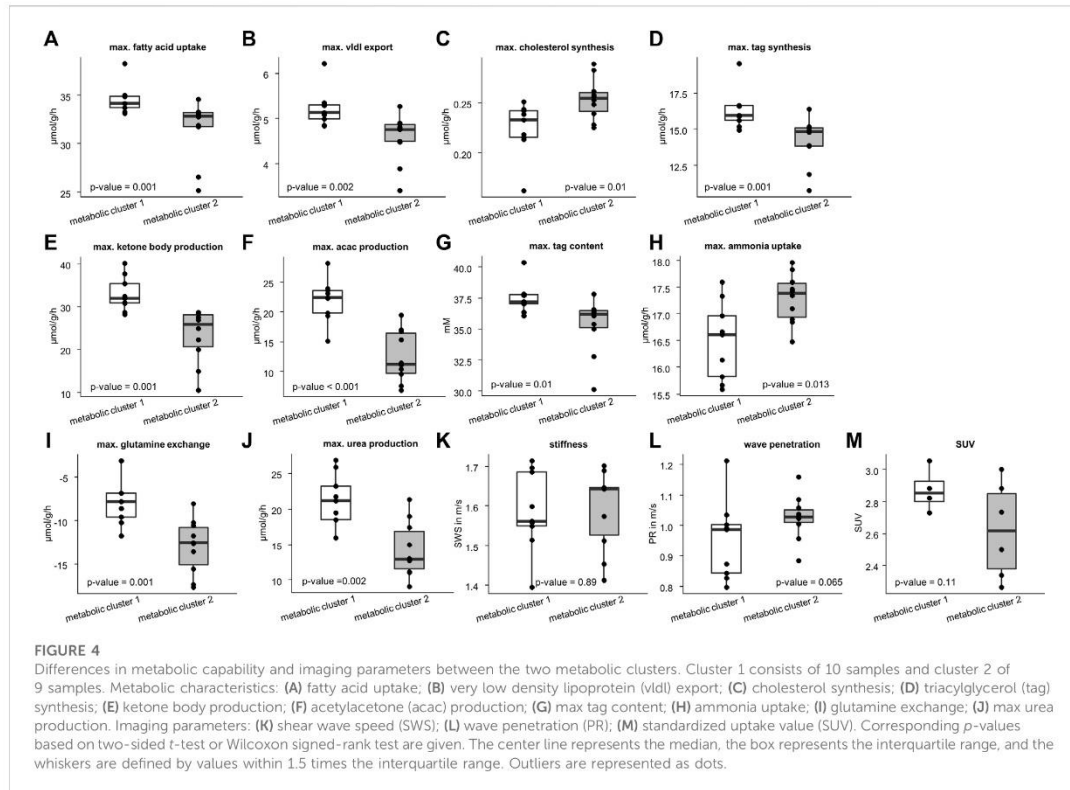 A
max. fatty acid uptake
µmol/g/h
35
30
25
p-value = 0.001
metabolic cluster 1
metabolic cluster 2
B
max. vldl export
µmol/g/h
6
5
4
p-value = 0.002
metabolic cluster 1
metabolic cluster 2
C
max. cholesterol synthesis
µmol/g/h
0.25
0.20
p-value = 0.01
metabolic cluster 1
metabolic cluster 2
D
max. tag synthesis
µmol/g/h
17.5
15.0
12.5
p-value = 0.001
metabolic cluster 1
metabolic cluster 2
E
max. ketone body production
µmol/g/h
40
30
20
10
p-value = 0.001
metabolic cluster 1
metabolic cluster 2
F
max. acac production
µmol/g/h
25
20
15
10
p-value < 0.001
metabolic cluster 1
metabolic cluster 2
G
max. tag content
mM
40.0
37.5
35.0
32.5
30.0
p-value = 0.01
metabolic cluster 1
metabolic cluster 2
H
max. ammonia uptake
µmol/g/h
18.0
17.5
17.0
16.5
16.0
15.5
p-value = 0.013
metabolic cluster 1
metabolic cluster 2
I
max. glutamine exchange
µmol/g/h
-5
-10
-15
p-value = 0.001
metabolic cluster 1
metabolic cluster 2
J
max. urea production
µmol/g/h
25
20
15
10
p-value =0.002
metabolic cluster 1
metabolic cluster 2
K
stiffness
SWS in m/s
1.7
1.6
1.5
1.4
p-value = 0.89
metabolic cluster 1
metabolic cluster 2
L
wave penetration
PR in m/s
1.2
1.1
1.0
0.9
0.8
p-value = 0.065
metabolic cluster 1
metabolic cluster 2
M
SUV
SUV
3.0
2.8
2.6
2.4
p-value = 0.11
metabolic cluster 1
metabolic cluster 2
FIGURE 4
Differences in metabolic capability and imaging parameters between the two metabolic clusters. Cluster 1 consists of 10 samples and cluster 2 of
9 samples. Metabolic characteristics: (A) fatty acid uptake; (B) very low density lipoprotein (vldl) export; (C) cholesterol synthesis; (D) triacylglycerol (tag)
synthesis; (E) ketone body production; (F) acetylacetone (acac) production; (G) max tag content; (H) ammonia uptake; (I) glutamine exchange; (J) max urea
production. Imaging parameters: (K) shear wave speed (SWS); (L) wave penetration (PR); (M) standardized uptake value (SUV). Corresponding p-values
based on two-sided t-test or Wilcoxon signed-rank test are given. The center line represents the median, the box represents the interquartile range, and the
whiskers are defined by values within 1.5 times the interquartile range. Outliers are represented as dots.